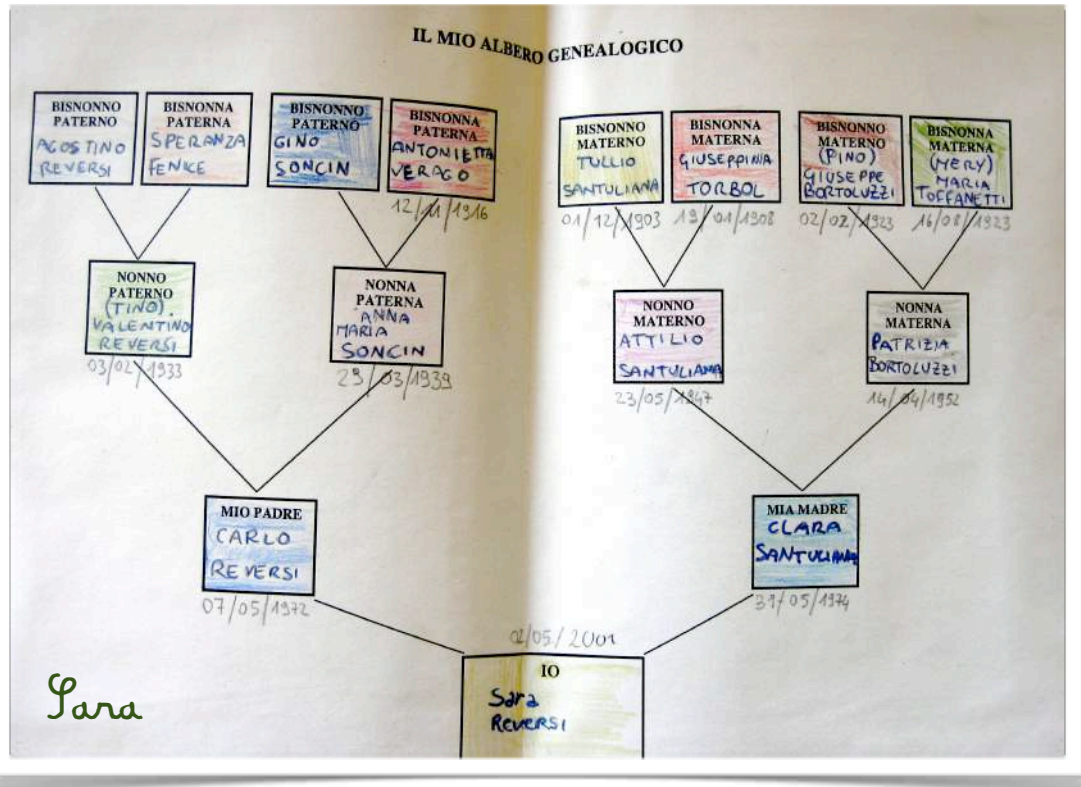 IL MIO ALBERO GENEALOGICO
BISNONNO
PATERNO
AGOSTINO
REVERSI
BISNONNA
PATERNA
SPERANZA
FENICE
BISNONNO
PATERNO
GINO
SONCIN
BISNONNA
PATERNA
ANTONIETTA
VERAGO
12/11/1916
BISNONNO
MATERNO
TULLIO
SANTULIANA
01/12/1903
BISNONNA
MATERNA
GIUSEPPINA
TORBOL
19/01/1908
BISNONNO
MATERNO
(PINO)
GIUSEPPE
BORTOLUZZI
02/02/1923
BISNONNA
MATERNA
(MERY)
MARIA
TOFFANETTI
16/08/1923
NONNO
PATERNO
(TINO).
VALENTINO
REVERSI
03/02/1933
NONNA
PATERNA
ANNA
MARIA
SONCIN
29/03/1939
NONNO
MATERNO
ATTILIO
SANTULIANA
23/05/1947
NONNA
MATERNA
PATRIZIA
BORTOLUZZI
14/04/1952
MIO PADRE
CARLO
REVERSI
07/05/1972
MIA MADRE
CLARA
SANTULIANA
31/05/1974
02/05/2001
IO
Sara
REVERSI
Sara